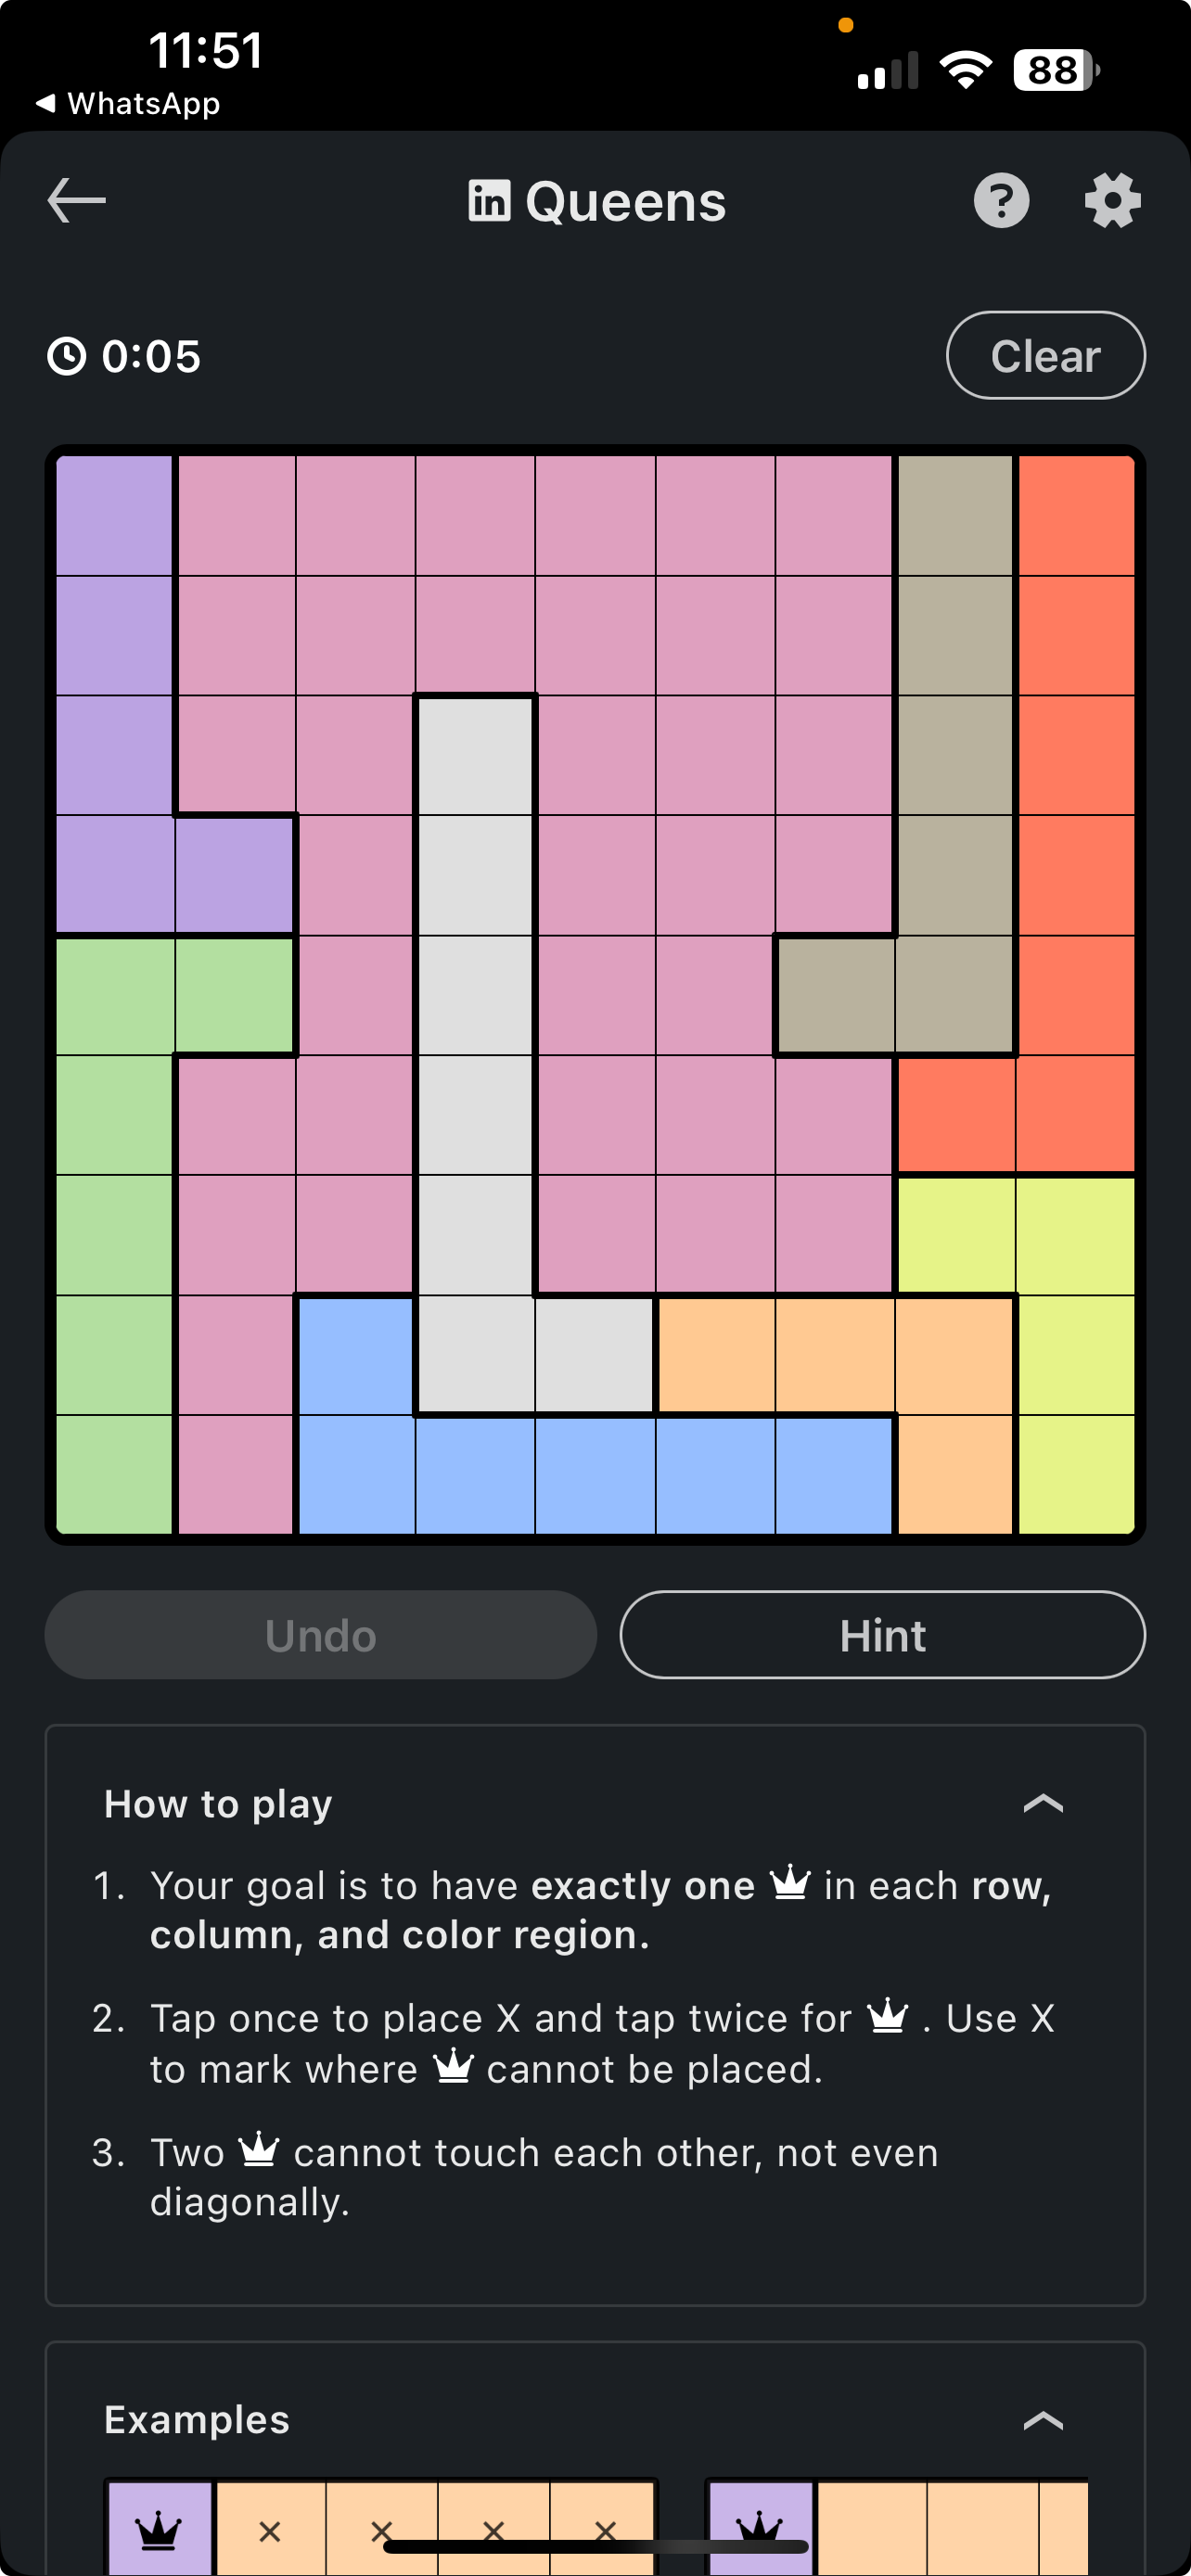 11:51
88
WhatsApp
in Queens
?
0:05
Clear
Undo
Hint
How to play
1. Your goal is to have exactly one in each row,
column, and color region.
2. Tap once to place X and tap twice for . Use X
to mark where cannot be placed.
3. Two cannot touch each other, not even
diagonally.
Examples
× × × ×